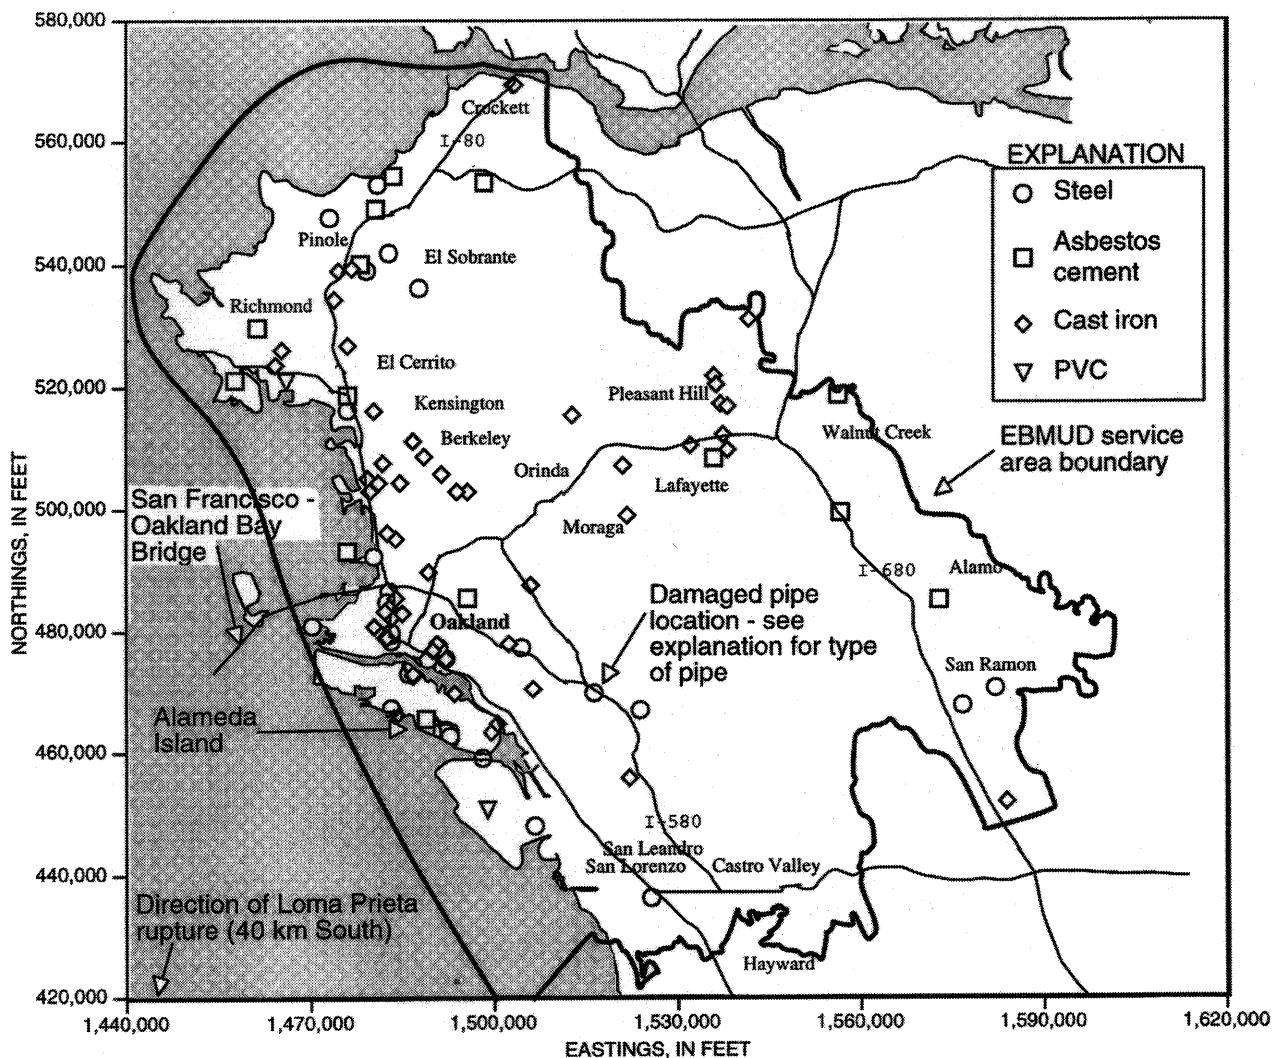 580,000
560,000
540,000
520,000
500,000
480,000
460,000
440,000
420,000
NORTHINGS, IN FEET
1,440,000
1,470,000
1,500,000
1,530,000
1,560,000
1,590,000
1,620,000
EASTINGS, IN FEET
EXPLANATION
Steel
Asbestos
cement
Cast iron
PVC
Crockett
I-80
Pinole
El Sobrante
Richmond
El Cerrito
Kensington
Berkeley
Pleasant Hill
Walnut Creek
EBMUD service
area boundary
Orinda
Lafayette
San Francisco -
Oakland Bay
Bridge
Moraga
I-680
Alamo
Damaged pipe
location - see
explanation for type
of pipe
Oakland
San Ramon
Alameda
Island
I-580
San Leandro
San Lorenzo
Castro Valley
Direction of Loma Prieta
rupture (40 km South)
Hayward